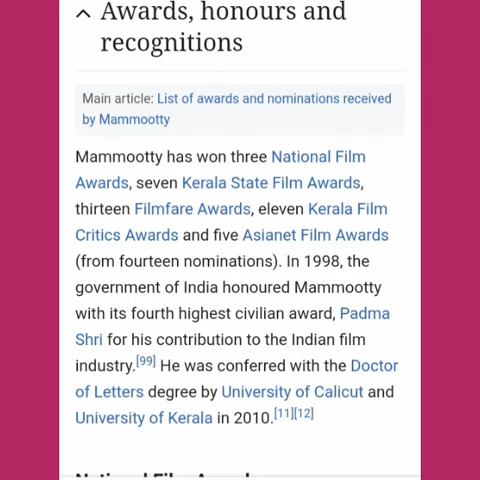 Awards, honours and
recognitions
Main article: List of awards and nominations received
by Mammootty
Mammootty has won three National Film
Awards, seven Kerala State Film Awards,
thirteen Filmfare Awards, eleven Kerala Film
Critics Awards and five Asianet Film Awards
(from fourteen nominations). In 1998, the
government of India honoured Mammootty
with its fourth highest civilian award, Padma
Shri for his contribution to the Indian film
industry.[99] He was conferred with the Doctor
of Letters degree by University of Calicut and
University of Kerala in 2010.[11][12]